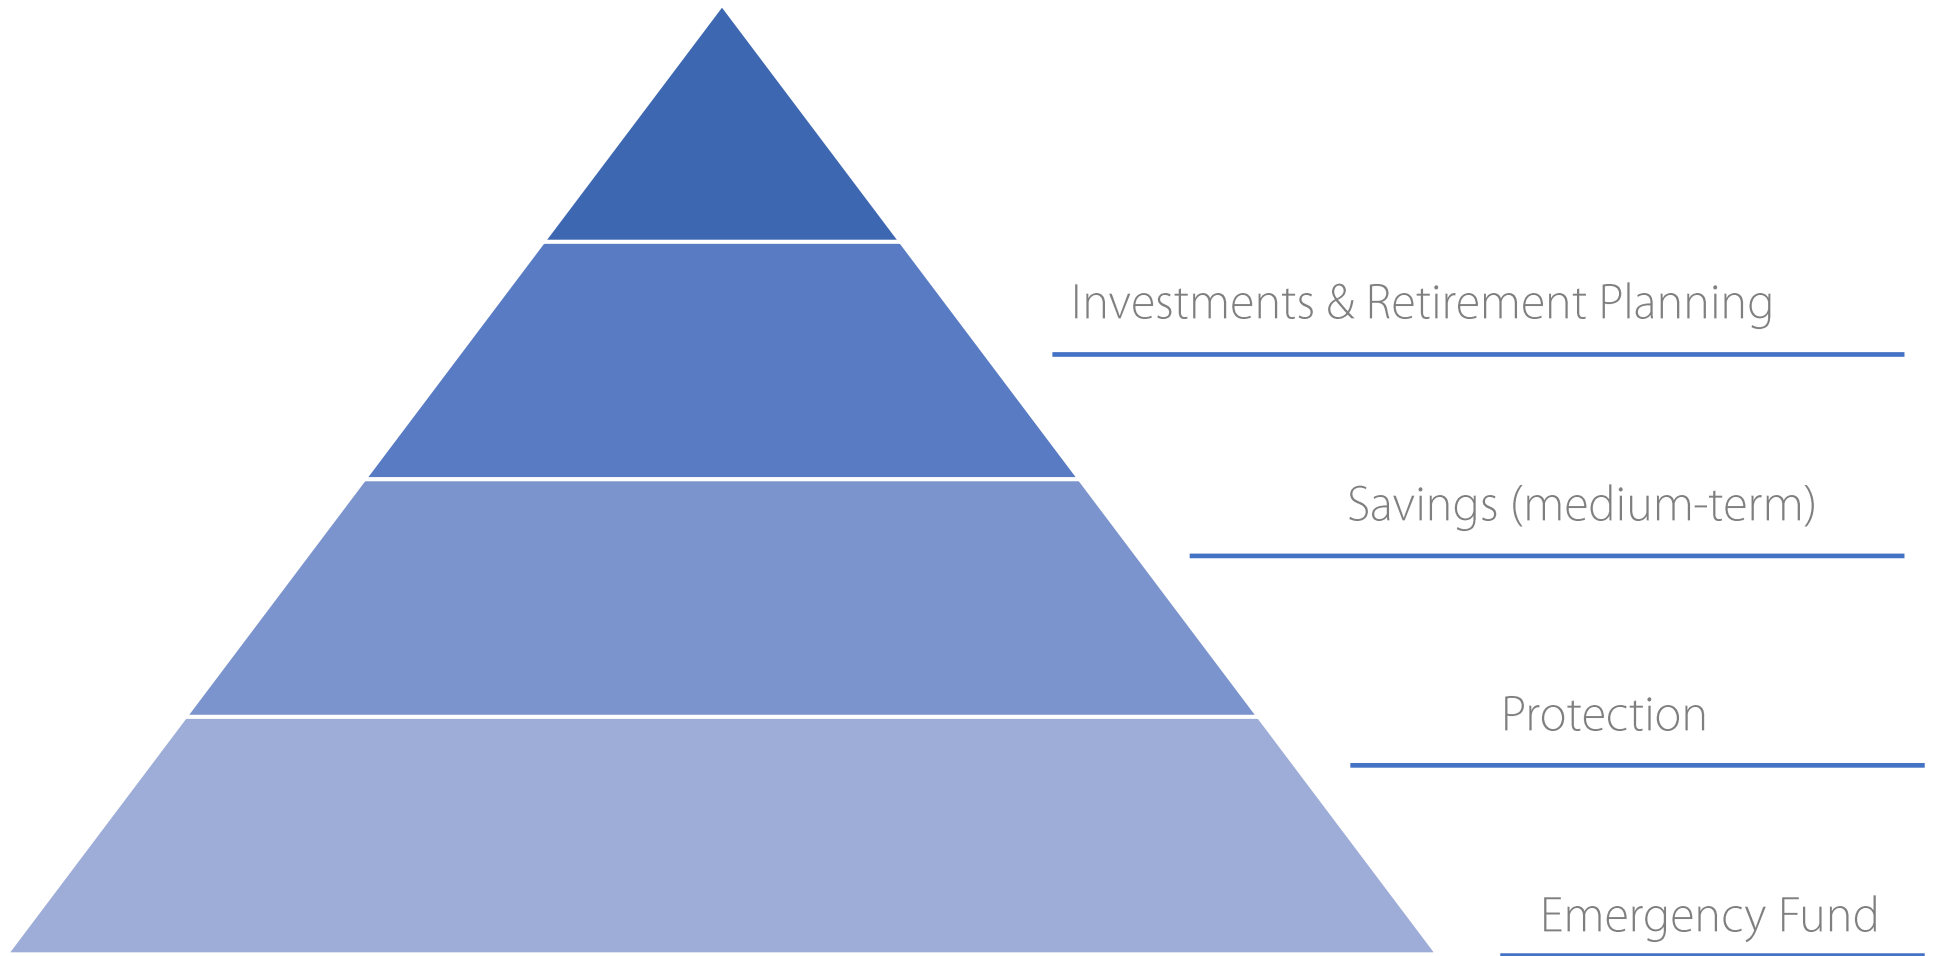 Investments & Retirement Planning
Savings (medium-term)
Protection
Emergency Fund